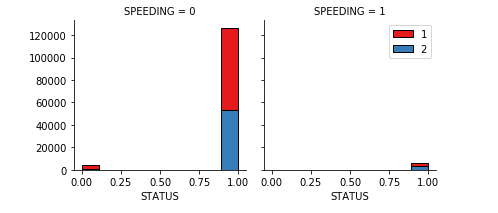 SPEEDING = 0
SPEEDING = 1
120000
100000
80000
60000
40000
20000
0
1
2
0.00 0.25 0.50 0.75 1.00
0.00 0.25 0.50 0.75 1.00
STATUS
STATUS